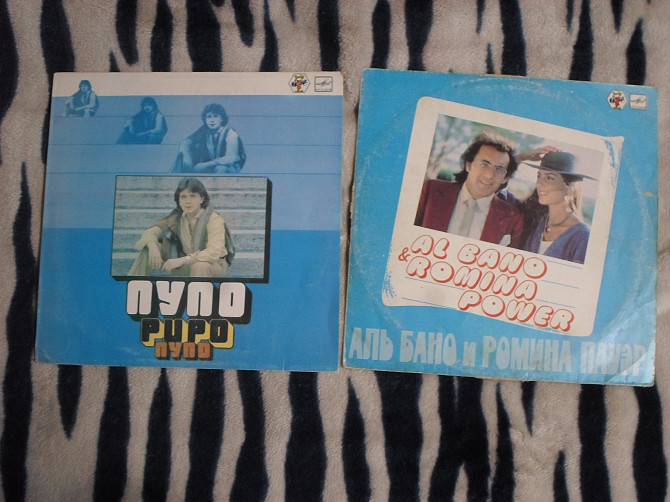 ПУПО
PUPO
ПУПО
AL BANO
& ROMINA
POWER
АЛЬ БАНО и РОМИНА ПАУЭР